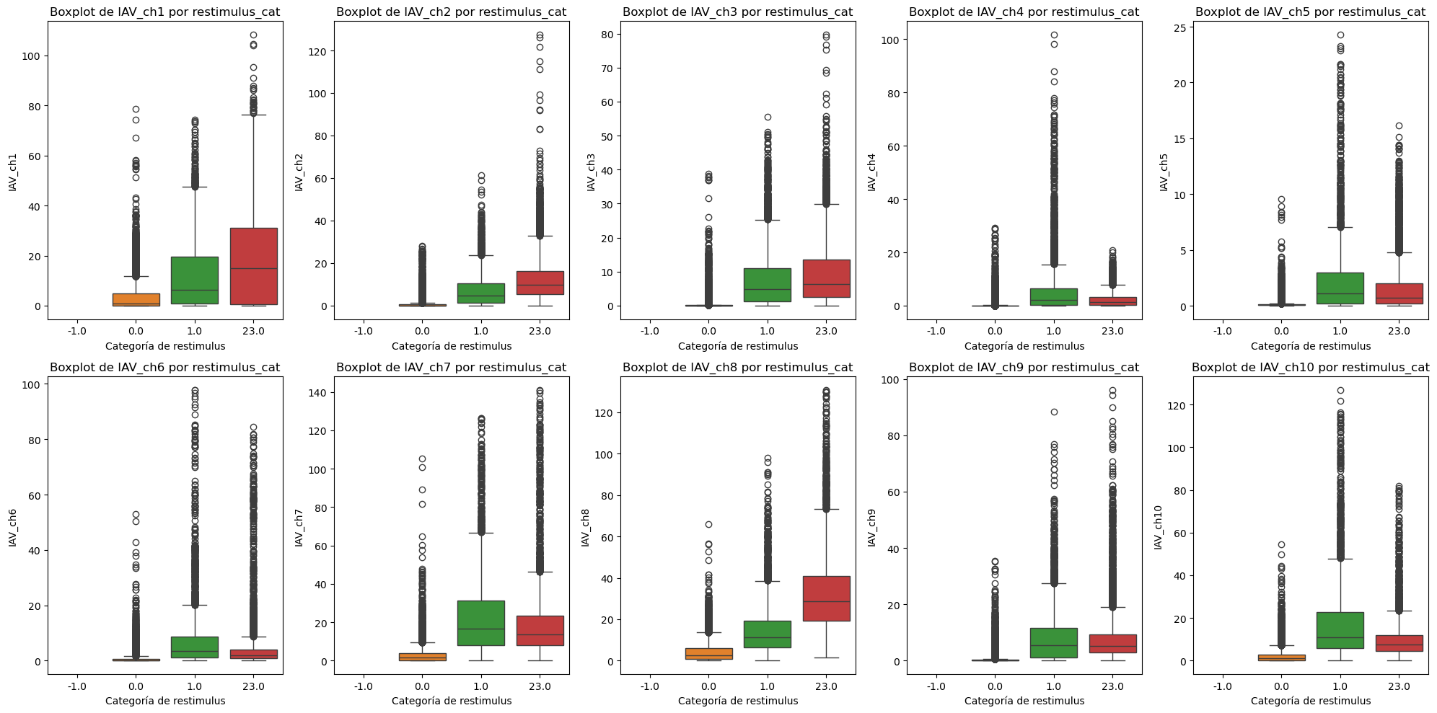 Boxplot de IAV_ch1 por restimulus_cat
IAV_ch1
100
80
60
40
20
0
-1.0 0.0 1.0 23.0
Categoría de restimulus
Boxplot de IAV_ch2 por restimulus_cat
IAV_ch2
120
100
80
60
40
20
0
-1.0 0.0 1.0 23.0
Categoría de restimulus
Boxplot de IAV_ch3 por restimulus_cat
IAV_ch3
80
70
60
50
40
30
20
10
0
-1.0 0.0 1.0 23.0
Categoría de restimulus
Boxplot de IAV_ch4 por restimulus_cat
IAV_ch4
100
80
60
40
20
0
-1.0 0.0 1.0 23.0
Categoría de restimulus
Boxplot de IAV_ch5 por restimulus_cat
IAV_ch5
25
20
15
10
5
0
-1.0 0.0 1.0 23.0
Categoría de restimulus
Boxplot de IAV_ch6 por restimulus_cat
IAV_ch6
100
80
60
40
20
0
-1.0 0.0 1.0 23.0
Categoría de restimulus
Boxplot de IAV_ch7 por restimulus_cat
IAV_ch7
140
120
100
80
60
40
20
0
-1.0 0.0 1.0 23.0
Categoría de restimulus
Boxplot de IAV_ch8 por restimulus_cat
IAV_ch8
120
100
80
60
40
20
0
-1.0 0.0 1.0 23.0
Categoría de restimulus
Boxplot de IAV_ch9 por restimulus_cat
IAV_ch9
100
80
60
40
20
0
-1.0 0.0 1.0 23.0
Categoría de restimulus
Boxplot de IAV_ch10 por restimulus_cat
IAV_ch10
120
100
80
60
40
20
0
-1.0 0.0 1.0 23.0
Categoría de restimulus